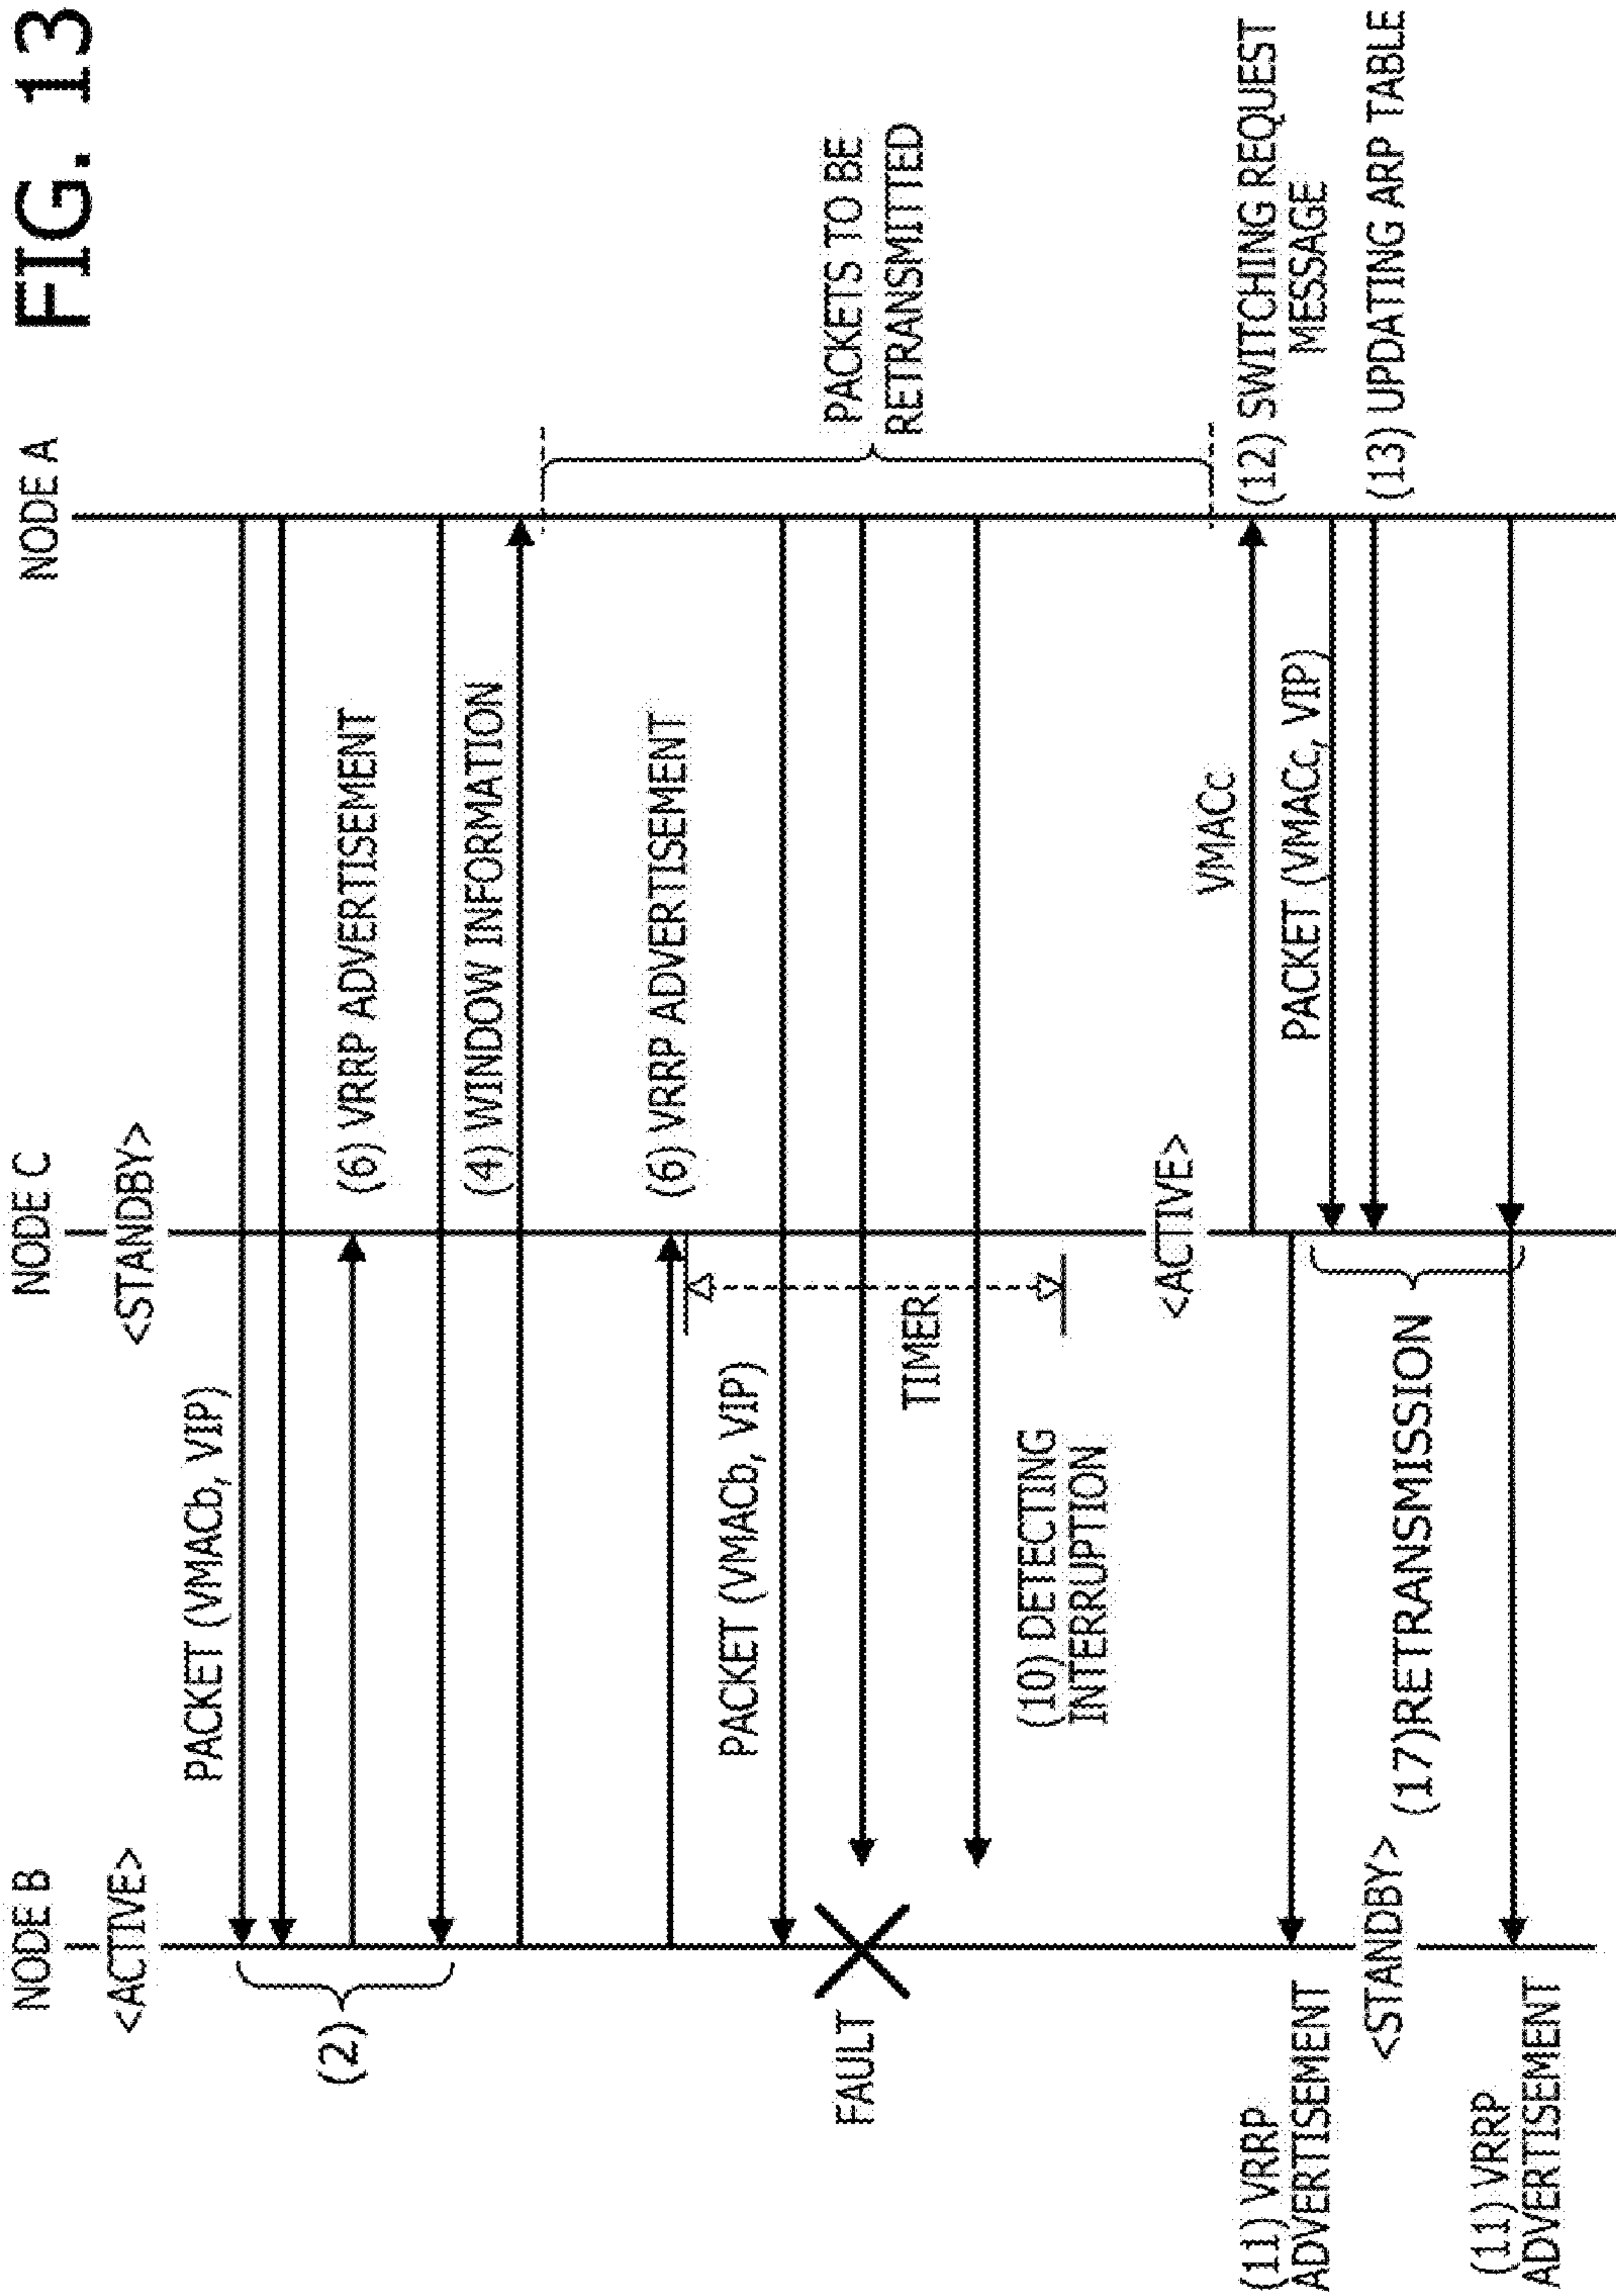 FIG. 13
NODE B
NODE C
NODE A
<ACTIVE>
<STANDBY>
PACKET (VMACb, VIP)
(2)
(6) VRRP ADVERTISEMENT
(4) WINDOW INFORMATION
(6) VRRP ADVERTISEMENT
PACKET (VMACb, VIP)
PACKETS TO BE
RETRANSMITTED
FAULT
TIMER
(10) DETECTING
INTERRUPTION
<ACTIVE>
VMACc
(12) SWITCHING REQUEST
MESSAGE
(11) VRRP
ADVERTISEMENT
PACKET (VMACc, VIP)
(13) UPDATING ARP TABLE
<STANDBY>
(17)RETRANSMISSION
(11) VRRP
ADVERTISEMENT